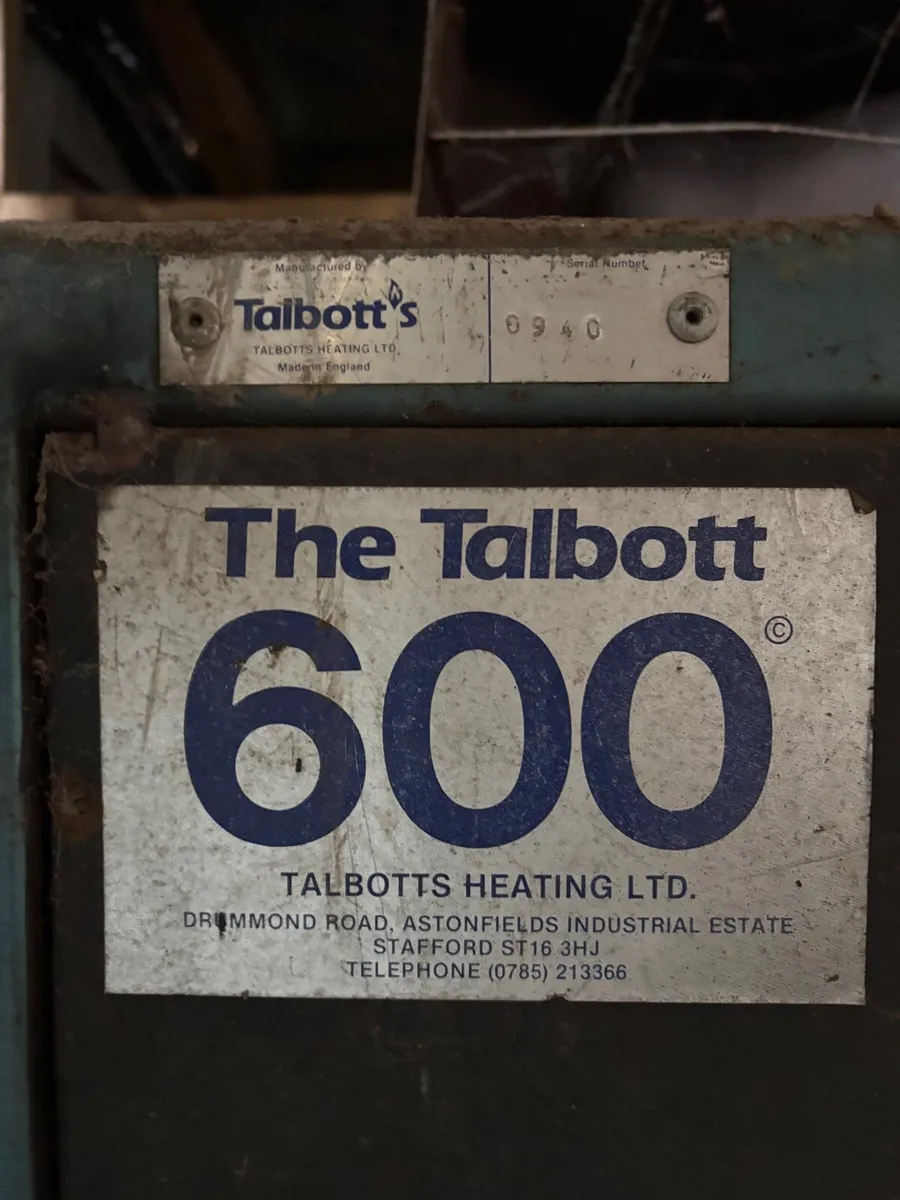 Manufactured by
Talbott's
TALBOTTS HEATING LTD.
Made in England
Serial Number
0940
The Talbott
600©
TALBOTTS HEATING LTD.
DRUMMOND ROAD, ASTONFIELDS INDUSTRIAL ESTATE
STAFFORD ST16 3HJ
TELEPHONE (0785) 213366